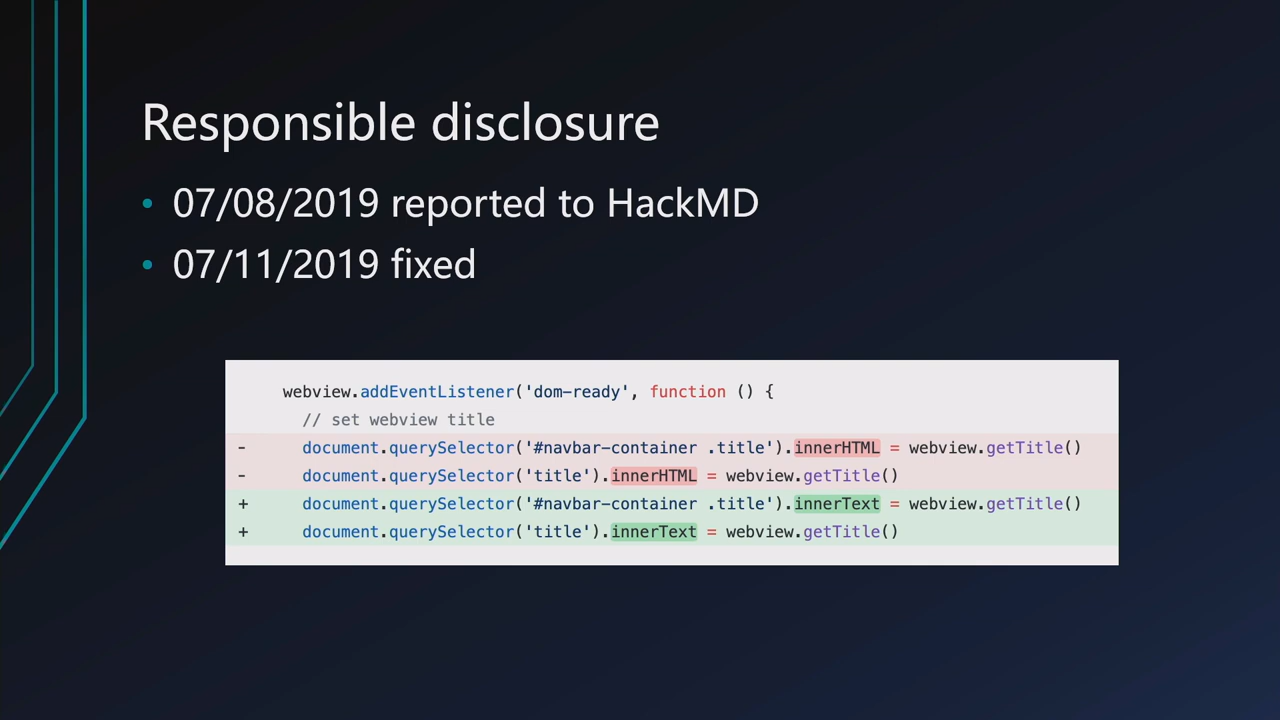 Responsible disclosure
• 07/08/2019 reported to HackMD
• 07/11/2019 fixed
webview.addEventListener('dom-ready', function () {
// set webview title
- document.querySelector('#navbar-container .title').innerHTML = webview.getTitle()
- document.querySelector('title').innerHTML = webview.getTitle()
+ document.querySelector('#navbar-container .title').innerText = webview.getTitle()
+ document.querySelector('title').innerText = webview.getTitle()